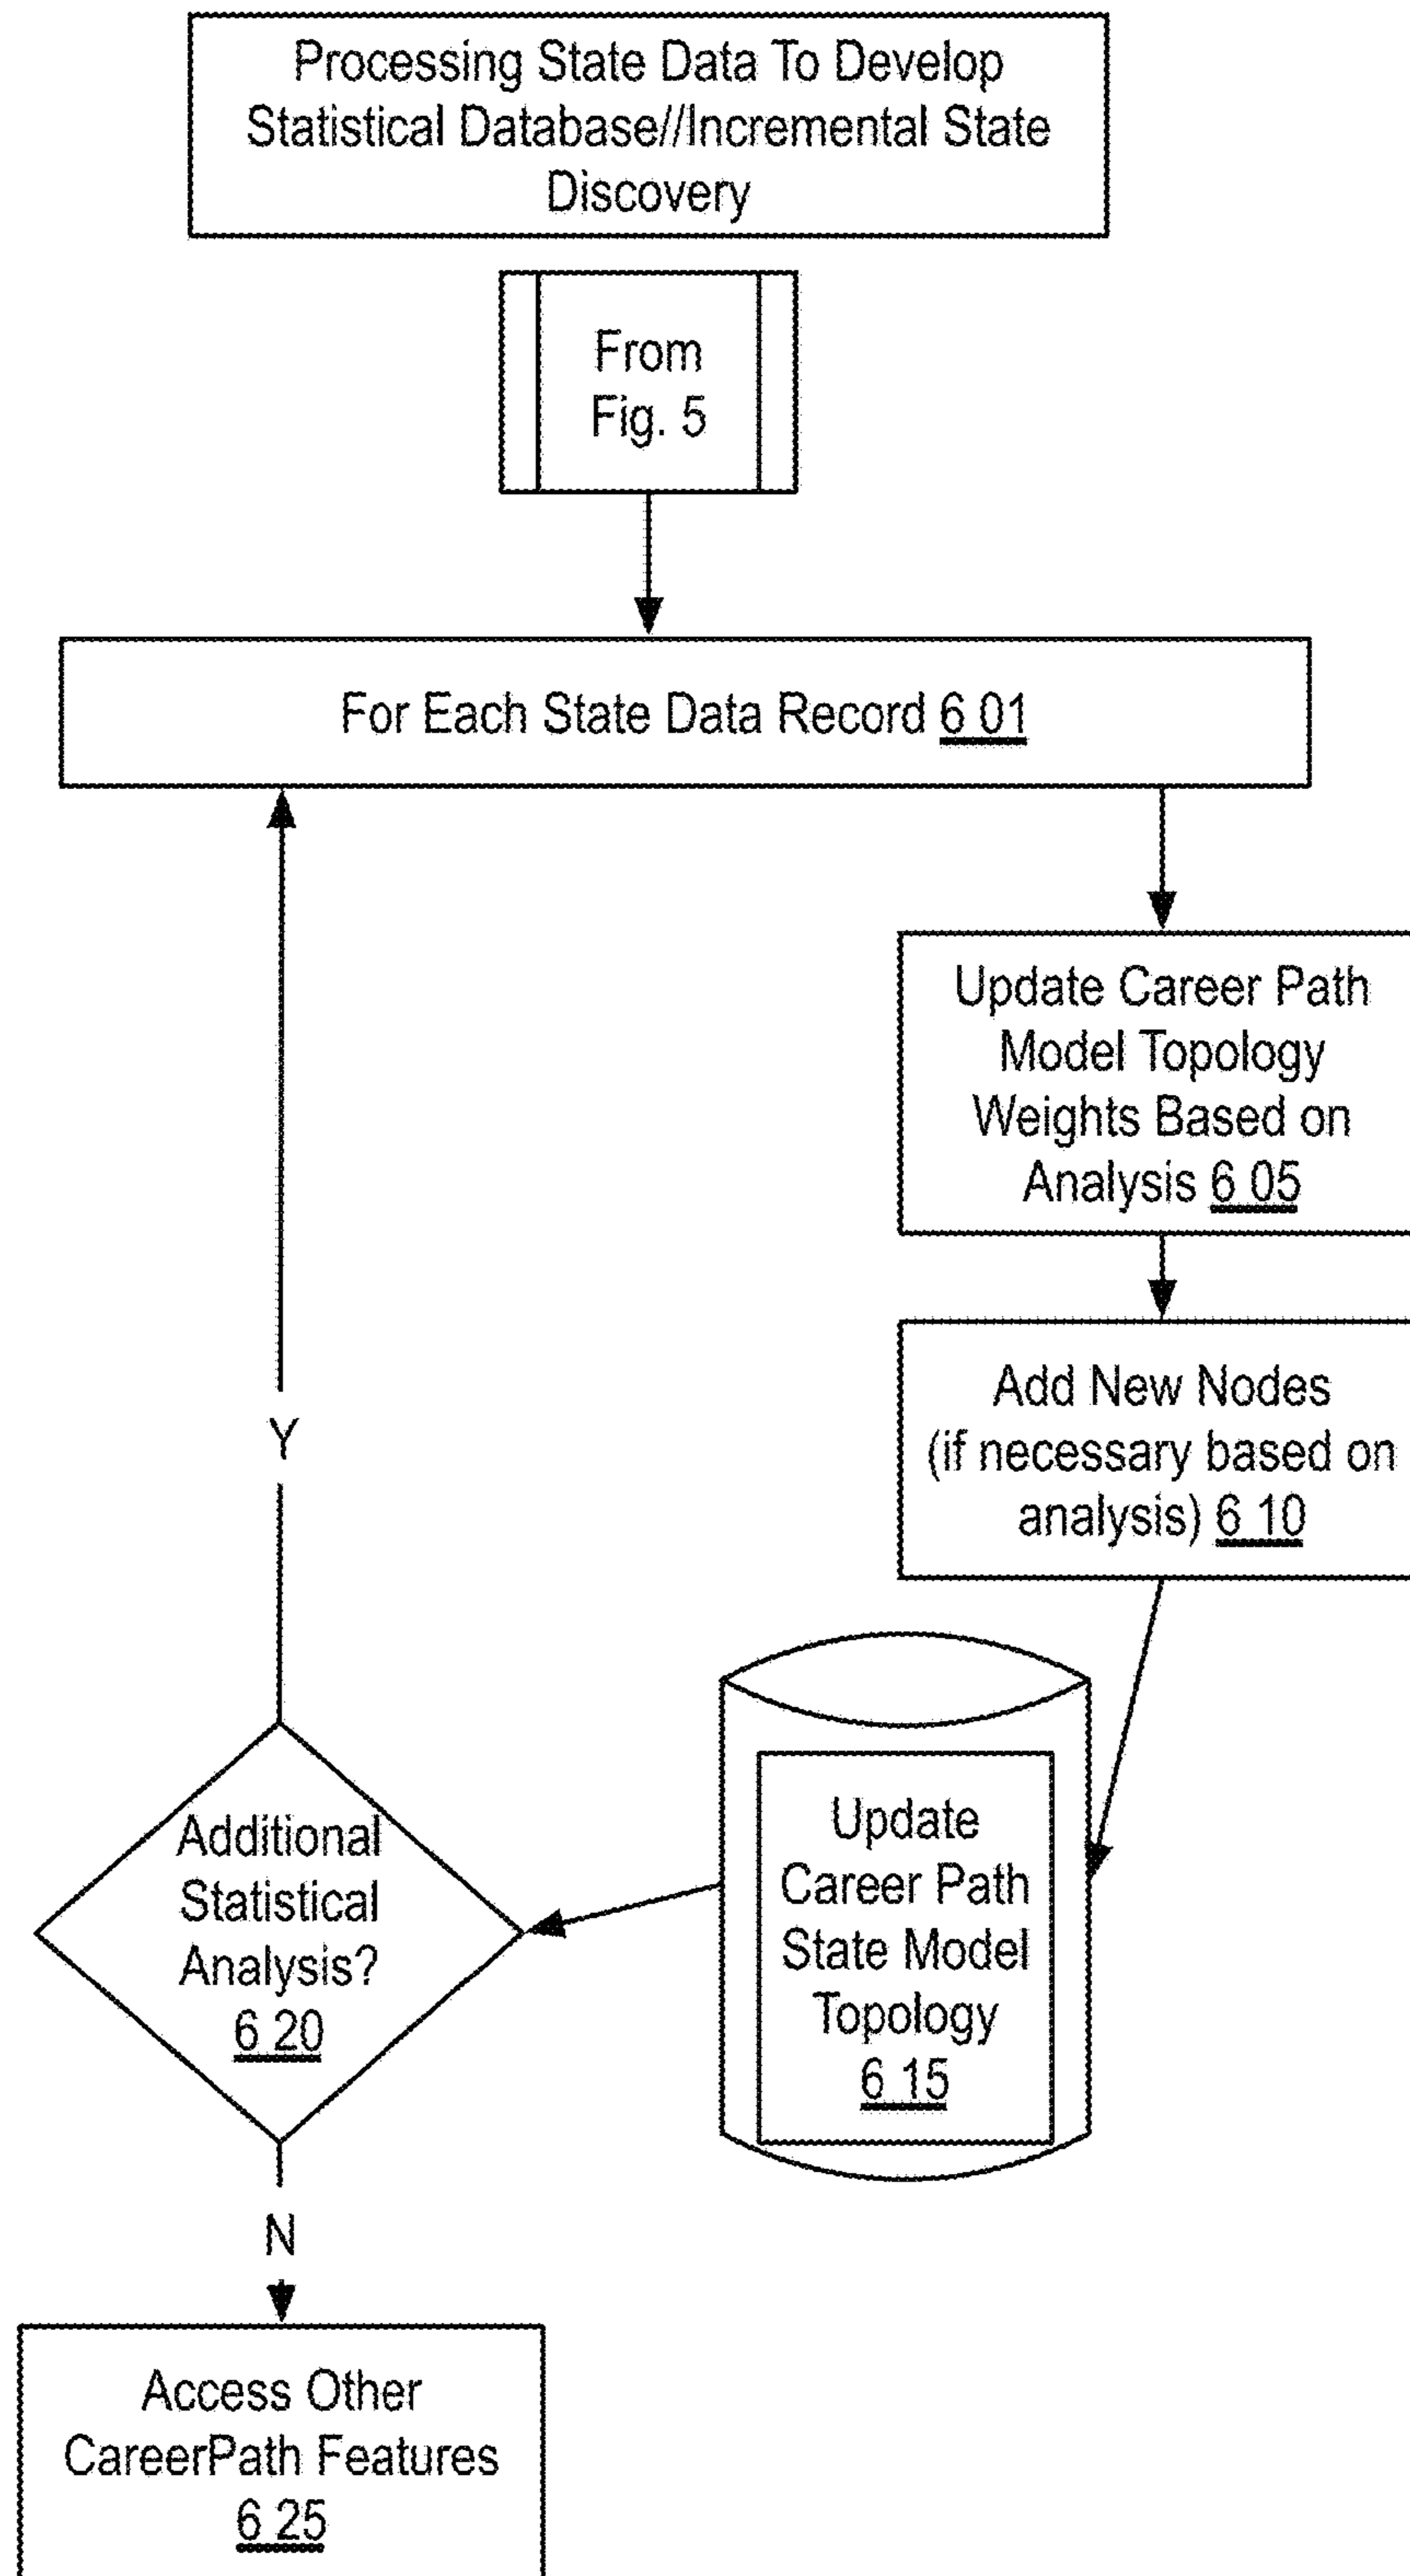 Processing State Data To Develop
Statistical Database//Incremental State
Discovery
From
Fig. 5
For Each State Data Record 6 01
Update Career Path
Model Topology
Weights Based on
Analysis 6 05
Add New Nodes
(if necessary based on
analysis) 6 10
Y
Update
Career Path
State Model
Topology
6 15
Additional
Statistical
Analysis?
6 20
N
Access Other
CareerPath Features
6 25